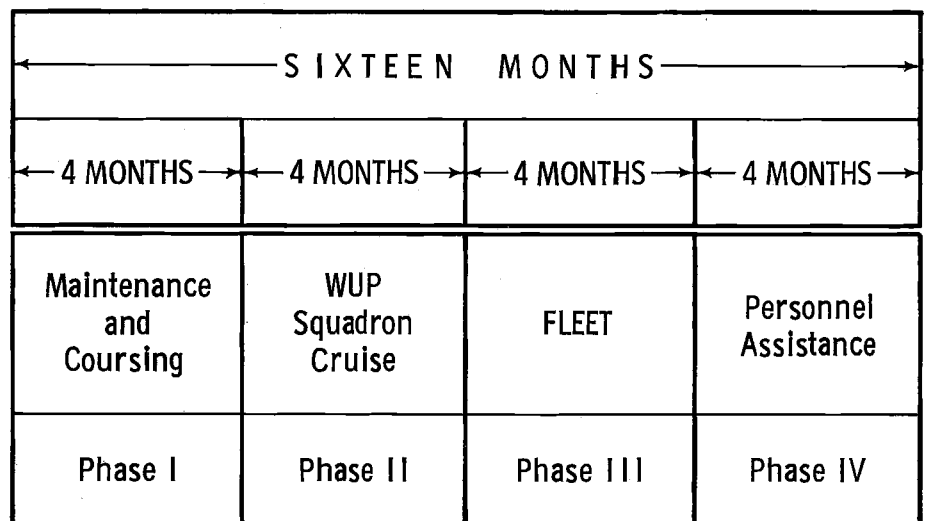 SIXTEEN MONTHS
4 MONTHS 4 MONTHS 4 MONTHS 4 MONTHS
Maintenance
and
Coursing
WUP
Squadron
Cruise
FLEET
Personnel
Assistance
Phase I Phase II Phase III Phase IV